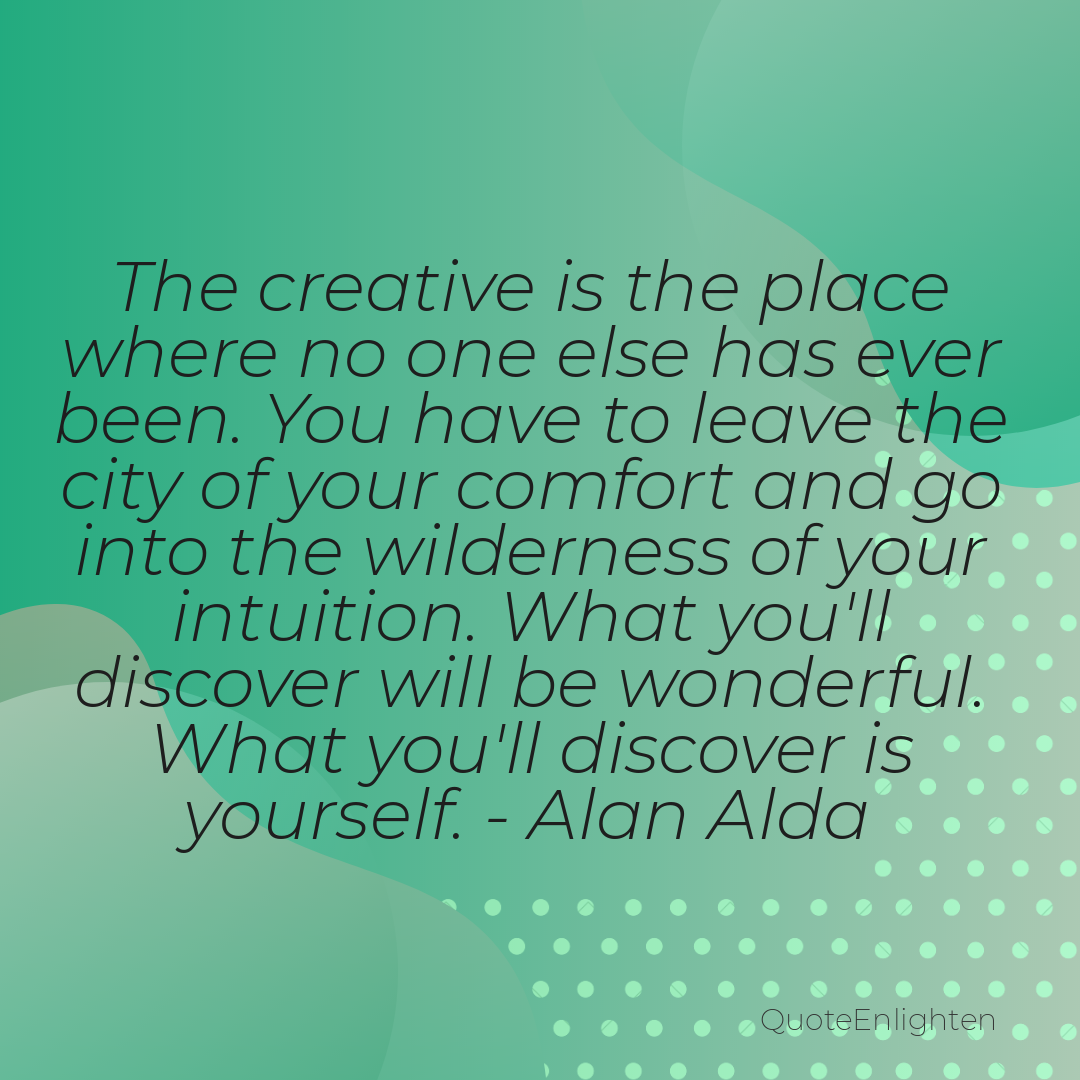 The creative is the place
where no one else has ever
been. You have to leave the
city of your comfort and go
into the wilderness of your
intuition. What you'll
discover will be wonderful.
What you'll discover is
yourself. - Alan Alda
QuoteEnlighten